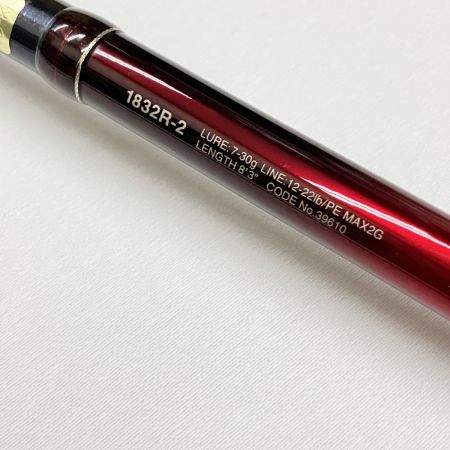 1832R-2
LURE:7-30g LINE:12-22lb/PE MAX2G
LENGTH 8'3" CODE No.39610